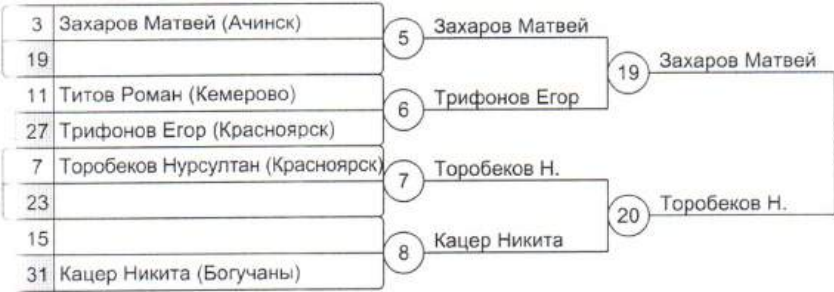 3 Захаров Матвей (Ачинск)
5 Захаров Матвей
19
19 Захаров Матвей
11 Титов Роман (Кемерово)
6 Трифонов Егор
27 Трифонов Егор (Красноярск)
7 Торобеков Нурсултан (Красноярск)
7 Торобеков Н.
23
20 Торобеков Н.
15
8 Кацер Никита
31 Кацер Никита (Богучаны)